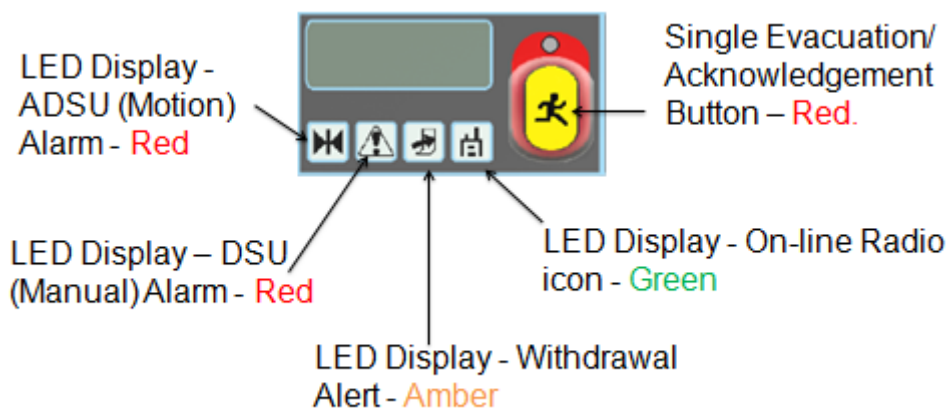 LED Display -
ADSU (Motion)
Alarm - Red
Single Evacuation/
Acknowledgement
Button – Red.
LED Display – DSU
(Manual) Alarm - Red
LED Display - On-line Radio
icon - Green
LED Display - Withdrawal
Alert - Amber